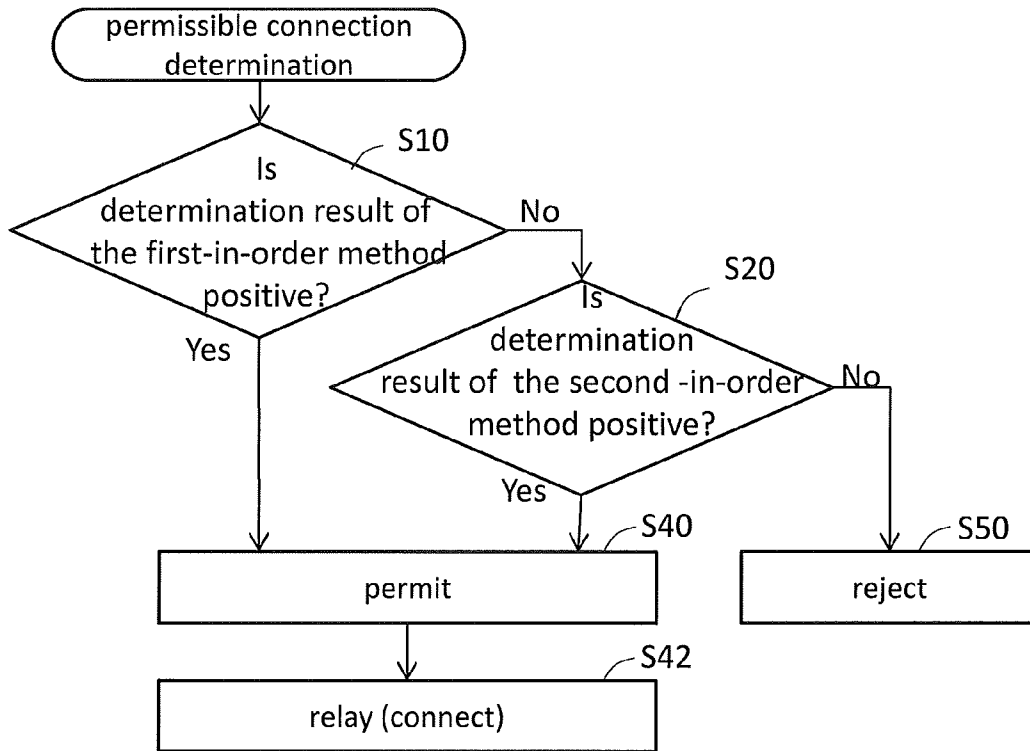 permissible connection
determination
S10
Is
determination result of
the first-in-order method
positive?
No
Yes
S20
Is
determination
result of the second -in-order
method positive?
No
Yes
S40
permit
S50
reject
S42
relay (connect)